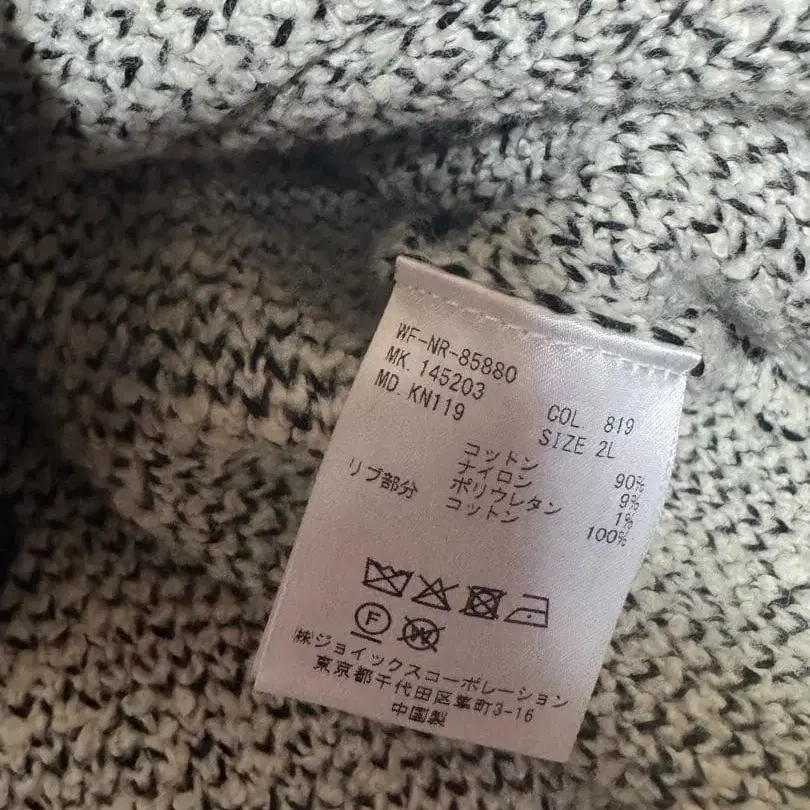 WF-NR-85880
MK. 145203
MD. KN119
COL. 819
SIZE 2L
コットン 90%
ナイロン 9%
ポリウレタン 1%
リブ部分 コットン 100%
F
W
㈱ジョイックスコーポレーション
東京都千代田区隼町3-16
中国製